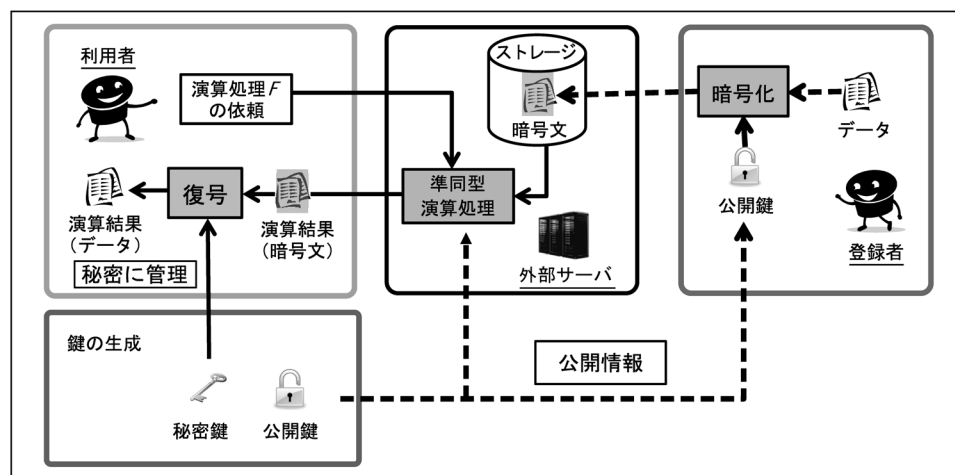 利用者
演算処理F
の依頼
復号
演算結果
(データ)
演算結果
(暗号文)
秘密に管理
ストレージ
暗号文
準同型
演算処理
外部サーバ
暗号化
データ
公開鍵
登録者
鍵の生成
秘密鍵
公開鍵
公開情報